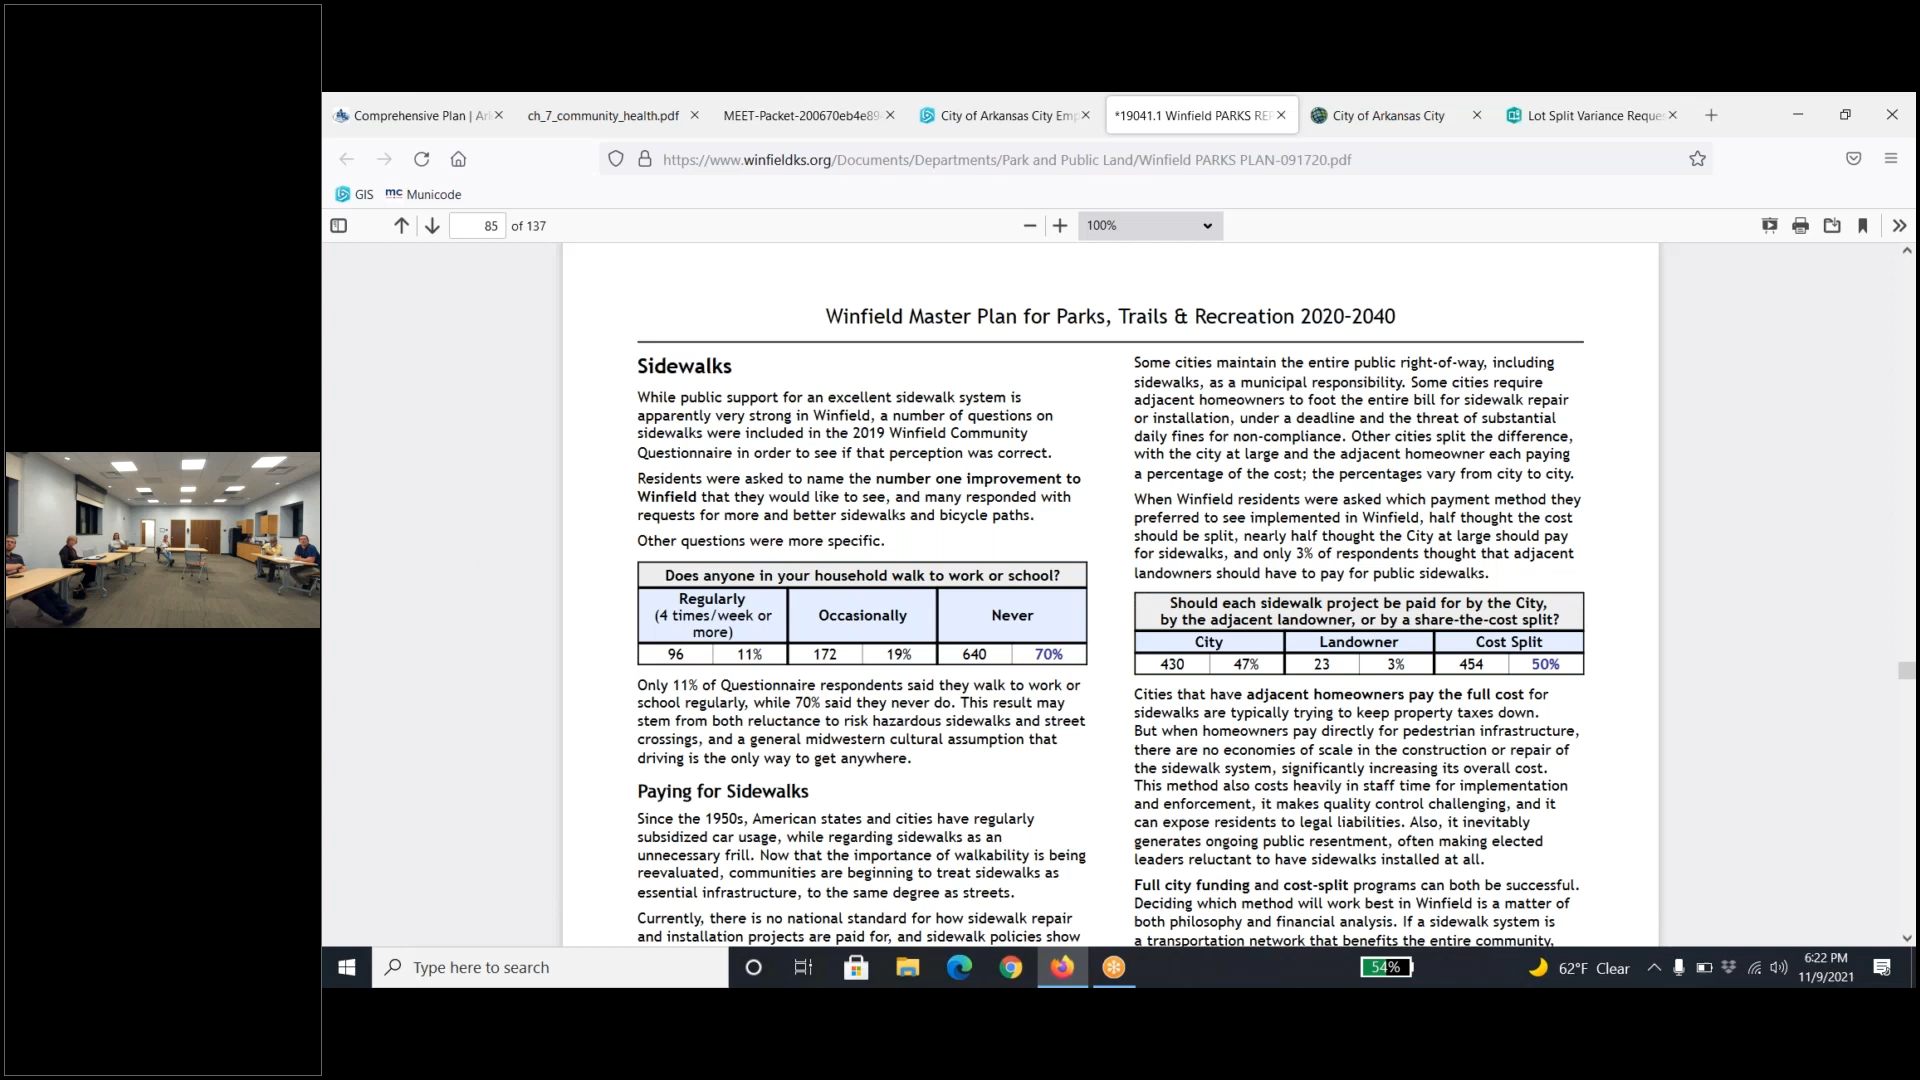 Comprehensive Plan | Ar
ch_7_community_health.pdf
MEET-Packet-200670eb4e89
City of Arkansas City Emp
*19041.1 Winfield PARKS REP
City of Arkansas City
Lot Split Variance Reques
https://www.winfieldks.org/Documents/Departments/Park and Public Land/Winfield PARKS PLAN-091720.pdf
GIS
mc Municode
85 of 137
100%
Winfield Master Plan for Parks, Trails & Recreation 2020-2040
Sidewalks
While public support for an excellent sidewalk system is
apparently very strong in Winfield, a number of questions on
sidewalks were included in the 2019 Winfield Community
Questionnaire in order to see if that perception was correct.
Residents were asked to name the number one improvement to
Winfield that they would like to see, and many responded with
requests for more and better sidewalks and bicycle paths.
Other questions were more specific.
Does anyone in your household walk to work or school?
Regularly
(4 times/week or
more)
Occasionally
Never
96 11% 172 19% 640 70%
Only 11% of Questionnaire respondents said they walk to work or
school regularly, while 70% said they never do. This result may
stem from both reluctance to risk hazardous sidewalks and street
crossings, and a general midwestern cultural assumption that
driving is the only way to get anywhere.
Paying for Sidewalks
Since the 1950s, American states and cities have regularly
subsidized car usage, while regarding sidewalks as an
unnecessary frill. Now that the importance of walkability is being
reevaluated, communities are beginning to treat sidewalks as
essential infrastructure, to the same degree as streets.
Currently, there is no national standard for how sidewalk repair
and installation projects are paid for, and sidewalk policies show
Some cities maintain the entire public right-of-way, including
sidewalks, as a municipal responsibility. Some cities require
adjacent homeowners to foot the entire bill for sidewalk repair
or installation, under a deadline and the threat of substantial
daily fines for non-compliance. Other cities split the difference,
with the city at large and the adjacent homeowner each paying
a percentage of the cost; the percentages vary from city to city.
When Winfield residents were asked which payment method they
preferred to see implemented in Winfield, half thought the cost
should be split, nearly half thought the City at large should pay
for sidewalks, and only 3% of respondents thought that adjacent
landowners should have to pay for public sidewalks.
Should each sidewalk project be paid for by the City,
by the adjacent landowner, or by a share-the-cost split?
City Landowner Cost Split
430 47% 23 3% 454 50%
Cities that have adjacent homeowners pay the full cost for
sidewalks are typically trying to keep property taxes down.
But when homeowners pay directly for pedestrian infrastructure,
there are no economies of scale in the construction or repair of
the sidewalk system, significantly increasing its overall cost.
This method also costs heavily in staff time for implementation
and enforcement, it makes quality control challenging, and it
can expose residents to legal liabilities. Also, it inevitably
generates ongoing public resentment, often making elected
leaders reluctant to have sidewalks installed at all.
Full city funding and cost-split programs can both be successful.
Deciding which method will work best in Winfield is a matter of
both philosophy and financial analysis. If a sidewalk system is
a transportation network that benefits the entire community,
Type here to search
54%
62°F Clear
6:22 PM
11/9/2021